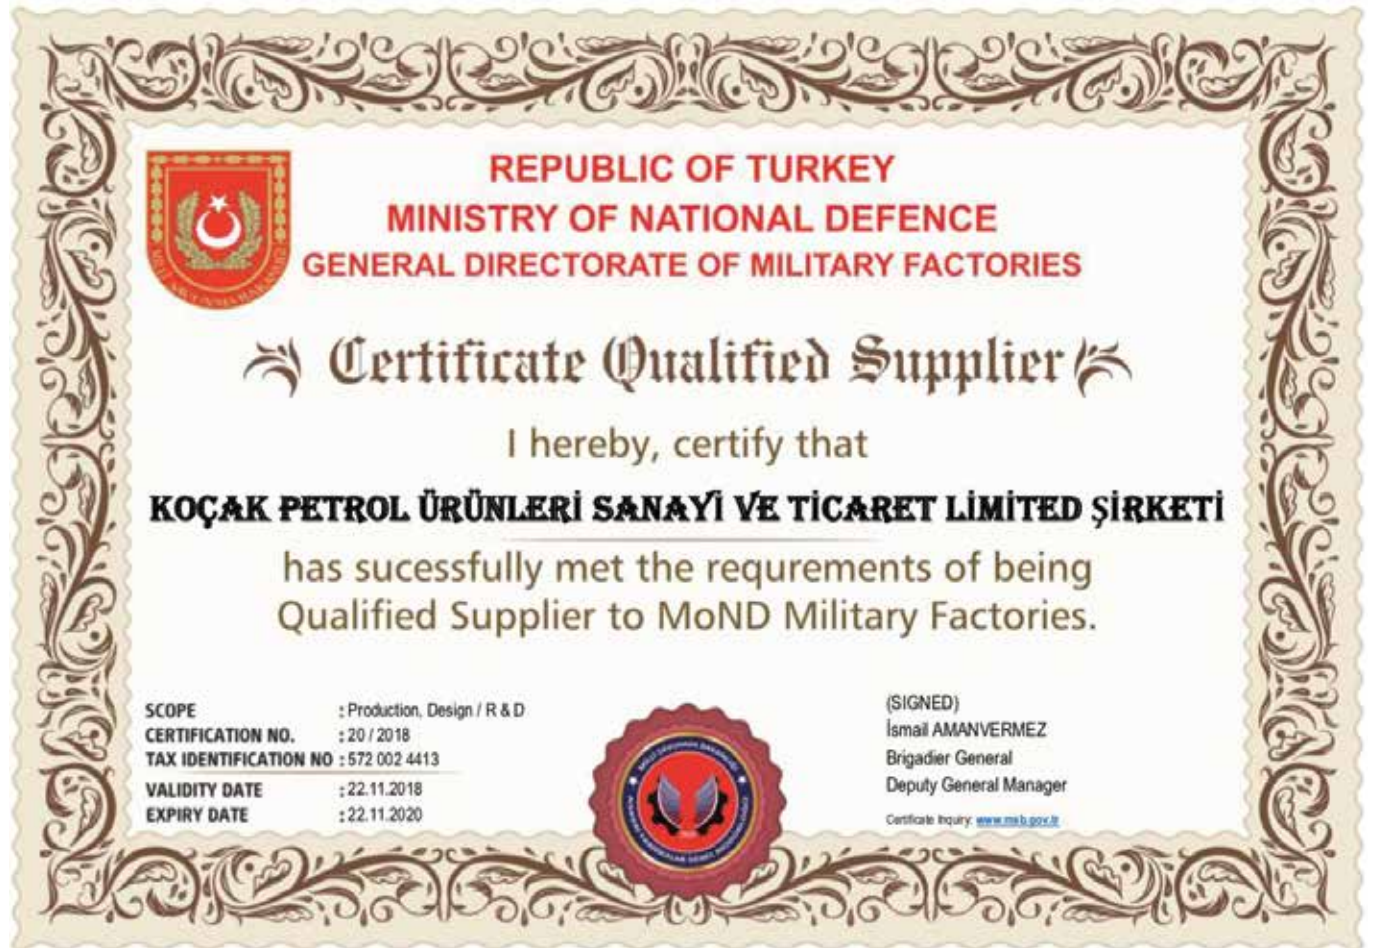 REPUBLIC OF TURKEY
MINISTRY OF NATIONAL DEFENCE
GENERAL DIRECTORATE OF MILITARY FACTORIES
Certificate Qualified Supplier
I hereby, certify that
KOÇAK PETROL ÜRÜNLERİ SANAYİ VE TİCARET LİMİTED ŞİRKETİ
has sucessfully met the requrements of being
Qualified Supplier to MoND Military Factories.
SCOPE : Production, Design / R & D
CERTIFICATION NO. : 20 / 2018
TAX IDENTIFICATION NO : 572 002 4413
VALIDITY DATE : 22.11.2018
EXPIRY DATE : 22.11.2020
(SIGNED)
İsmail AMANVERMEZ
Brigadier General
Deputy General Manager
Certificate Inquiry: www.msb.gov.tr